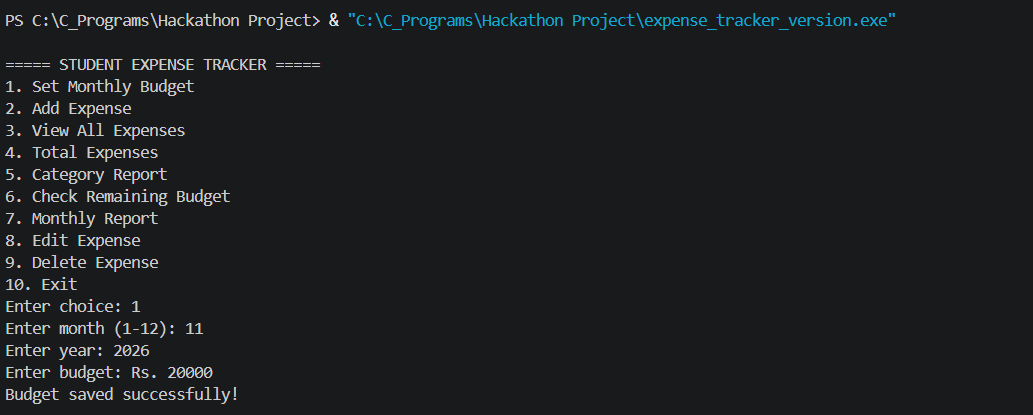 PS C:\C_Programs\Hackathon Project> & "C:\C_Programs\Hackathon Project\expense_tracker_version.exe"
===== STUDENT EXPENSE TRACKER =====
1. Set Monthly Budget
2. Add Expense
3. View All Expenses
4. Total Expenses
5. Category Report
6. Check Remaining Budget
7. Monthly Report
8. Edit Expense
9. Delete Expense
10. Exit
Enter choice: 1
Enter month (1-12): 11
Enter year: 2026
Enter budget: Rs. 20000
Budget saved successfully!